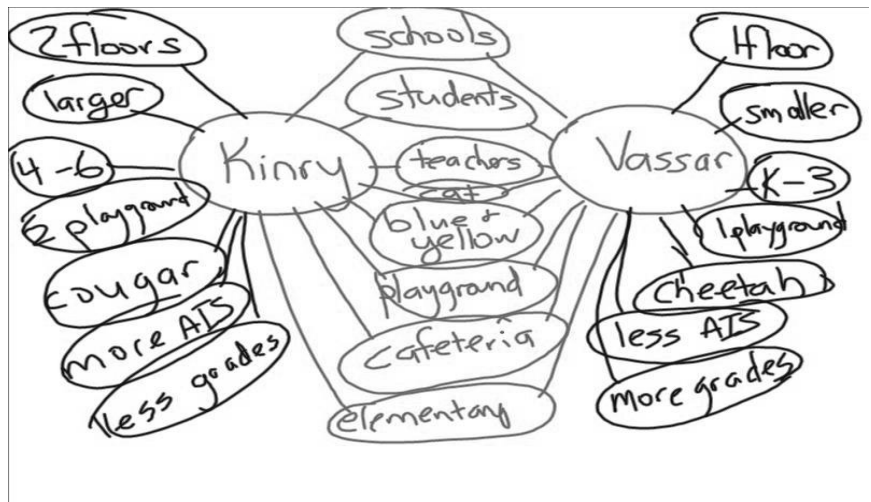 2 floors
schools
1 floor
larger
students
smaller
Kinry
teachers
Vassar
4-6
cat
K-3
2 playground
blue +
yellow
1 playground
cougar
playground
cheetah
more AIS
cafeteria
less AIS
less grades
elementary
more grades